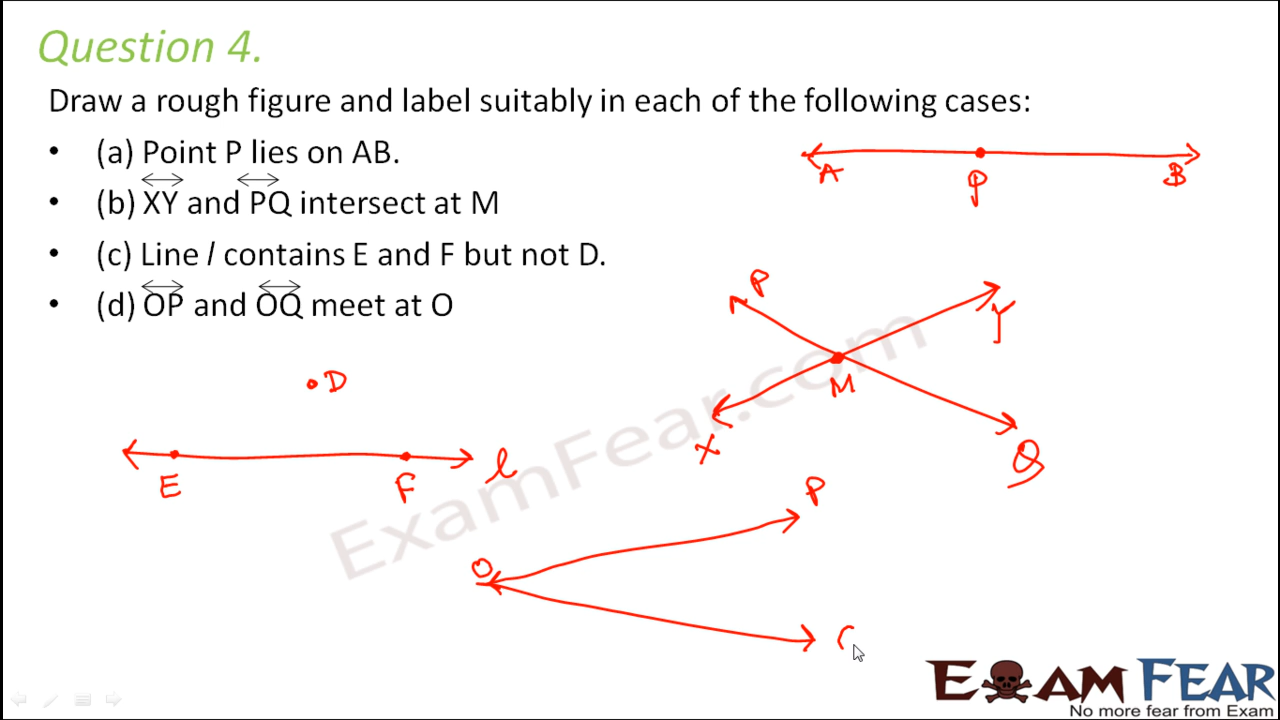 Question 4.
Draw a rough figure and label suitably in each of the following cases:
• (a) Point P lies on AB.
• (b) XY and PQ intersect at M
• (c) Line l contains E and F but not D.
• (d) OP and OQ meet at O
A P B
P
Y
M
X
Q
D
E F l
P
O
ExamFear.com
EXAM FEAR
No more fear from Exam